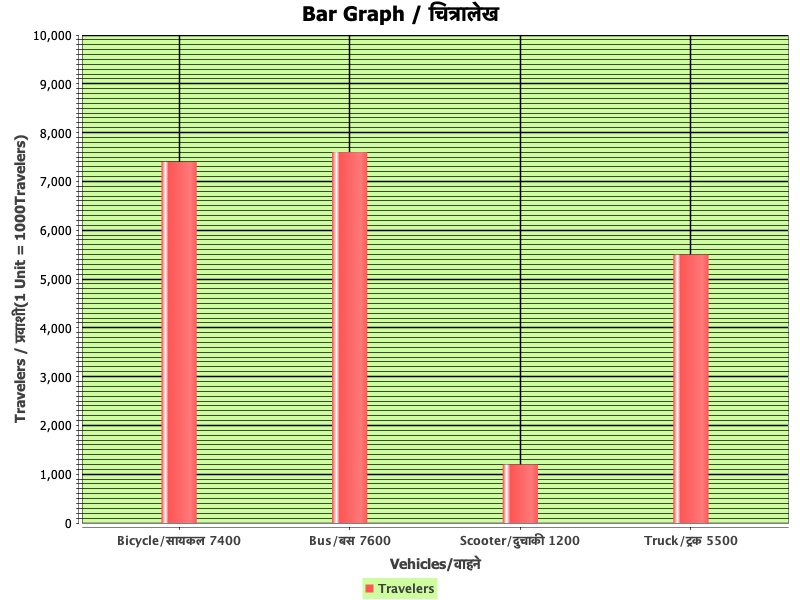 Bar Graph / चित्रालेख
Travelers / प्रवाशी(1 Unit = 1000Travelers)
10,000
9,000
8,000
7,000
6,000
5,000
4,000
3,000
2,000
1,000
0
Bicycle/सायकल 7400 Bus/बस 7600 Scooter/दुचाकी 1200 Truck/ट्रक 5500
Vehicles/वाहने
Travelers